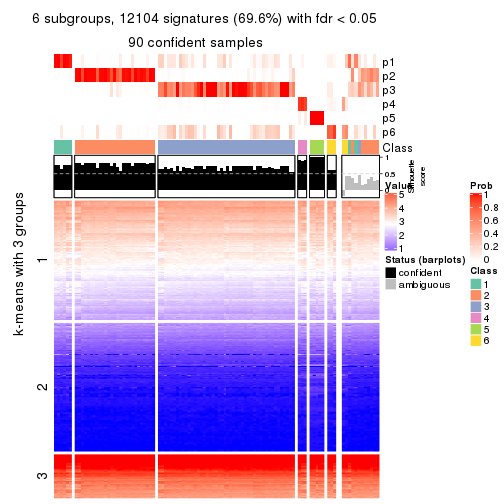 6 subgroups, 12104 signatures (69.6%) with fdr < 0.05
90 confident samples
p1
p2
p3
p4
p5
p6
Class
1
0.5
0
Silhouette
score
k-means with 3 groups
1
2
3
Value
5
4
3
2
1
Status (barplots)
confident
ambiguous
Prob
1
0.8
0.6
0.4
0.2
0
Class
1
2
3
4
5
6